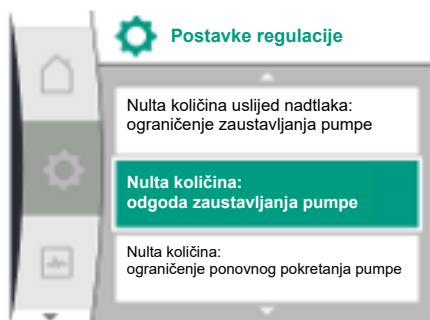 Postavke regulacije
Nulta količina uslijed nadtlaka:
ograničenje zaustavljanja pumpe
Nulta količina:
odgoda zaustavljanja pumpe
Nulta količina:
ograničenje ponovnog pokretanja pumpe